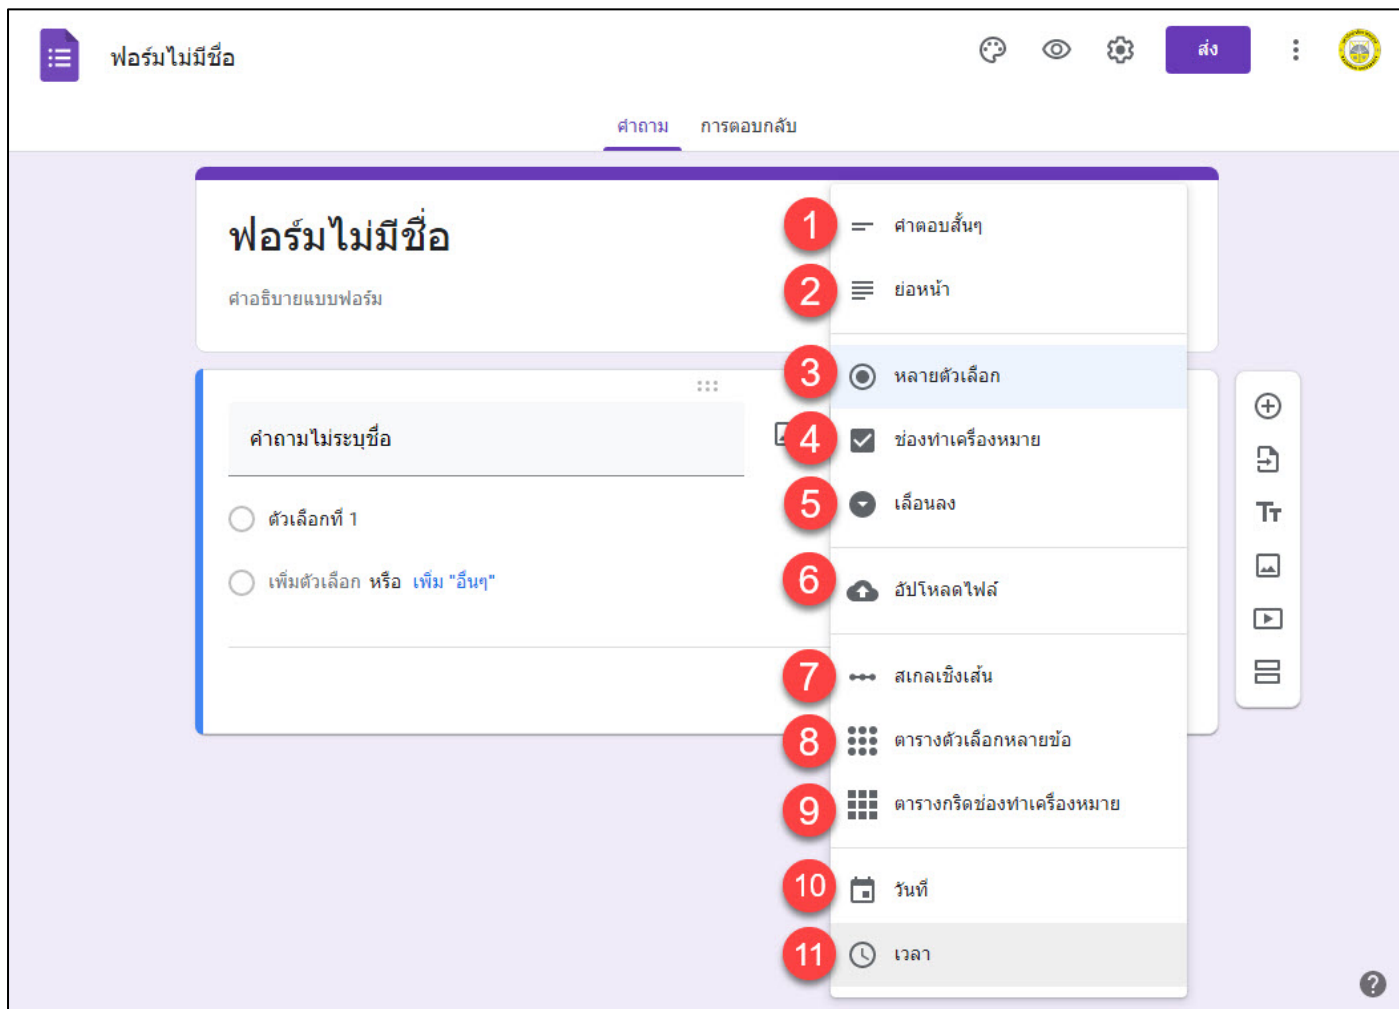 ฟอร์มไม่มีชื่อ
ส่ง
คำถาม การตอบกลับ
ฟอร์มไม่มีชื่อ
คำอธิบายแบบฟอร์ม
คำถามไม่ระบุชื่อ
ตัวเลือกที่ 1
เพิ่มตัวเลือก หรือ เพิ่ม "อื่นๆ"
1 คำตอบสั้นๆ
2 ย่อหน้า
3 หลายตัวเลือก
4 ช่องทำเครื่องหมาย
5 เลื่อนลง
6 อัปโหลดไฟล์
7 สเกลเชิงเส้น
8 ตารางตัวเลือกหลายข้อ
9 ตารางกริดช่องทำเครื่องหมาย
10 วันที่
11 เวลา
Tт
?